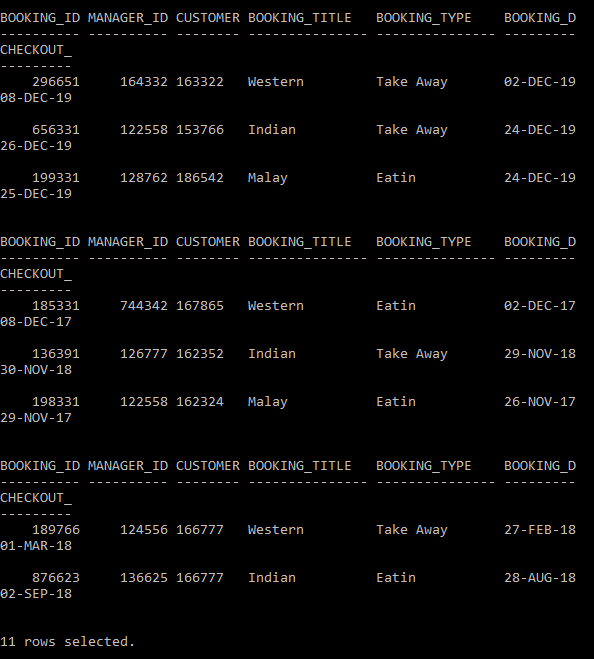 BOOKING_ID MANAGER_ID CUSTOMER BOOKING_TITLE   BOOKING_TYPE    BOOKING_D
---------- ---------- -------- --------------- --------------- ---------
CHECKOUT_
---------
    296651     164332 163322   Western         Take Away       02-DEC-19
08-DEC-19
    656331     122558 153766   Indian          Take Away       24-DEC-19
26-DEC-19
    199331     128762 186542   Malay           Eatin           24-DEC-19
25-DEC-19
BOOKING_ID MANAGER_ID CUSTOMER BOOKING_TITLE   BOOKING_TYPE    BOOKING_D
---------- ---------- -------- --------------- --------------- ---------
CHECKOUT_
---------
    185331     744342 167865   Western         Eatin           02-DEC-17
08-DEC-17
    136391     126777 162352   Indian          Take Away       29-NOV-18
30-NOV-18
    198331     122558 162324   Malay           Eatin           26-NOV-17
29-NOV-17
BOOKING_ID MANAGER_ID CUSTOMER BOOKING_TITLE   BOOKING_TYPE    BOOKING_D
---------- ---------- -------- --------------- --------------- ---------
CHECKOUT_
---------
    189766     124556 166777   Western         Take Away       27-FEB-18
01-MAR-18
    876623     136625 166777   Indian          Eatin           28-AUG-18
02-SEP-18
11 rows selected.